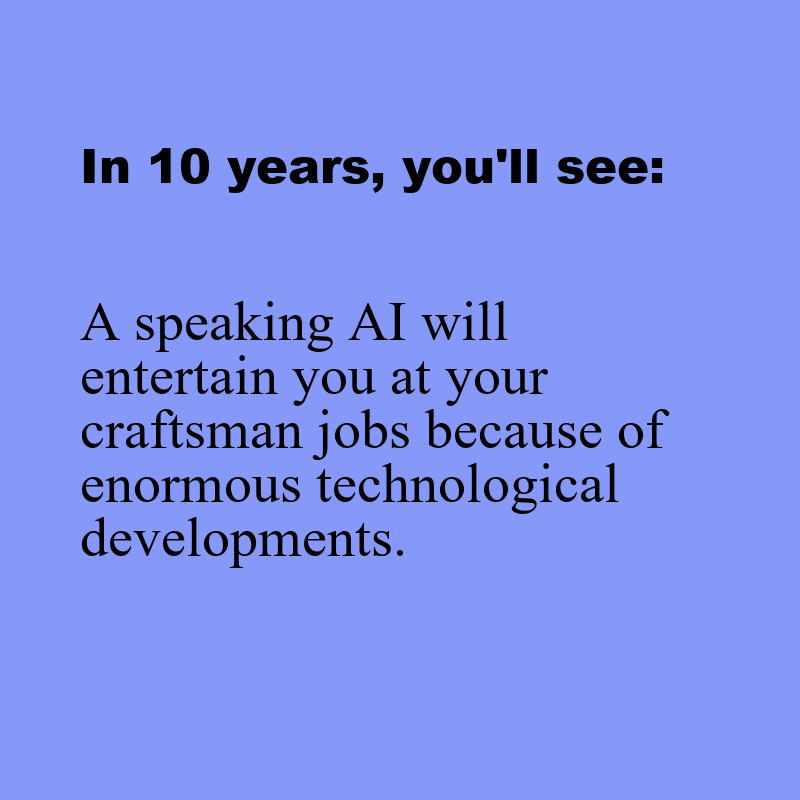 In 10 years, you'll see:
A speaking AI will
entertain you at your
craftsman jobs because of
enormous technological
developments.